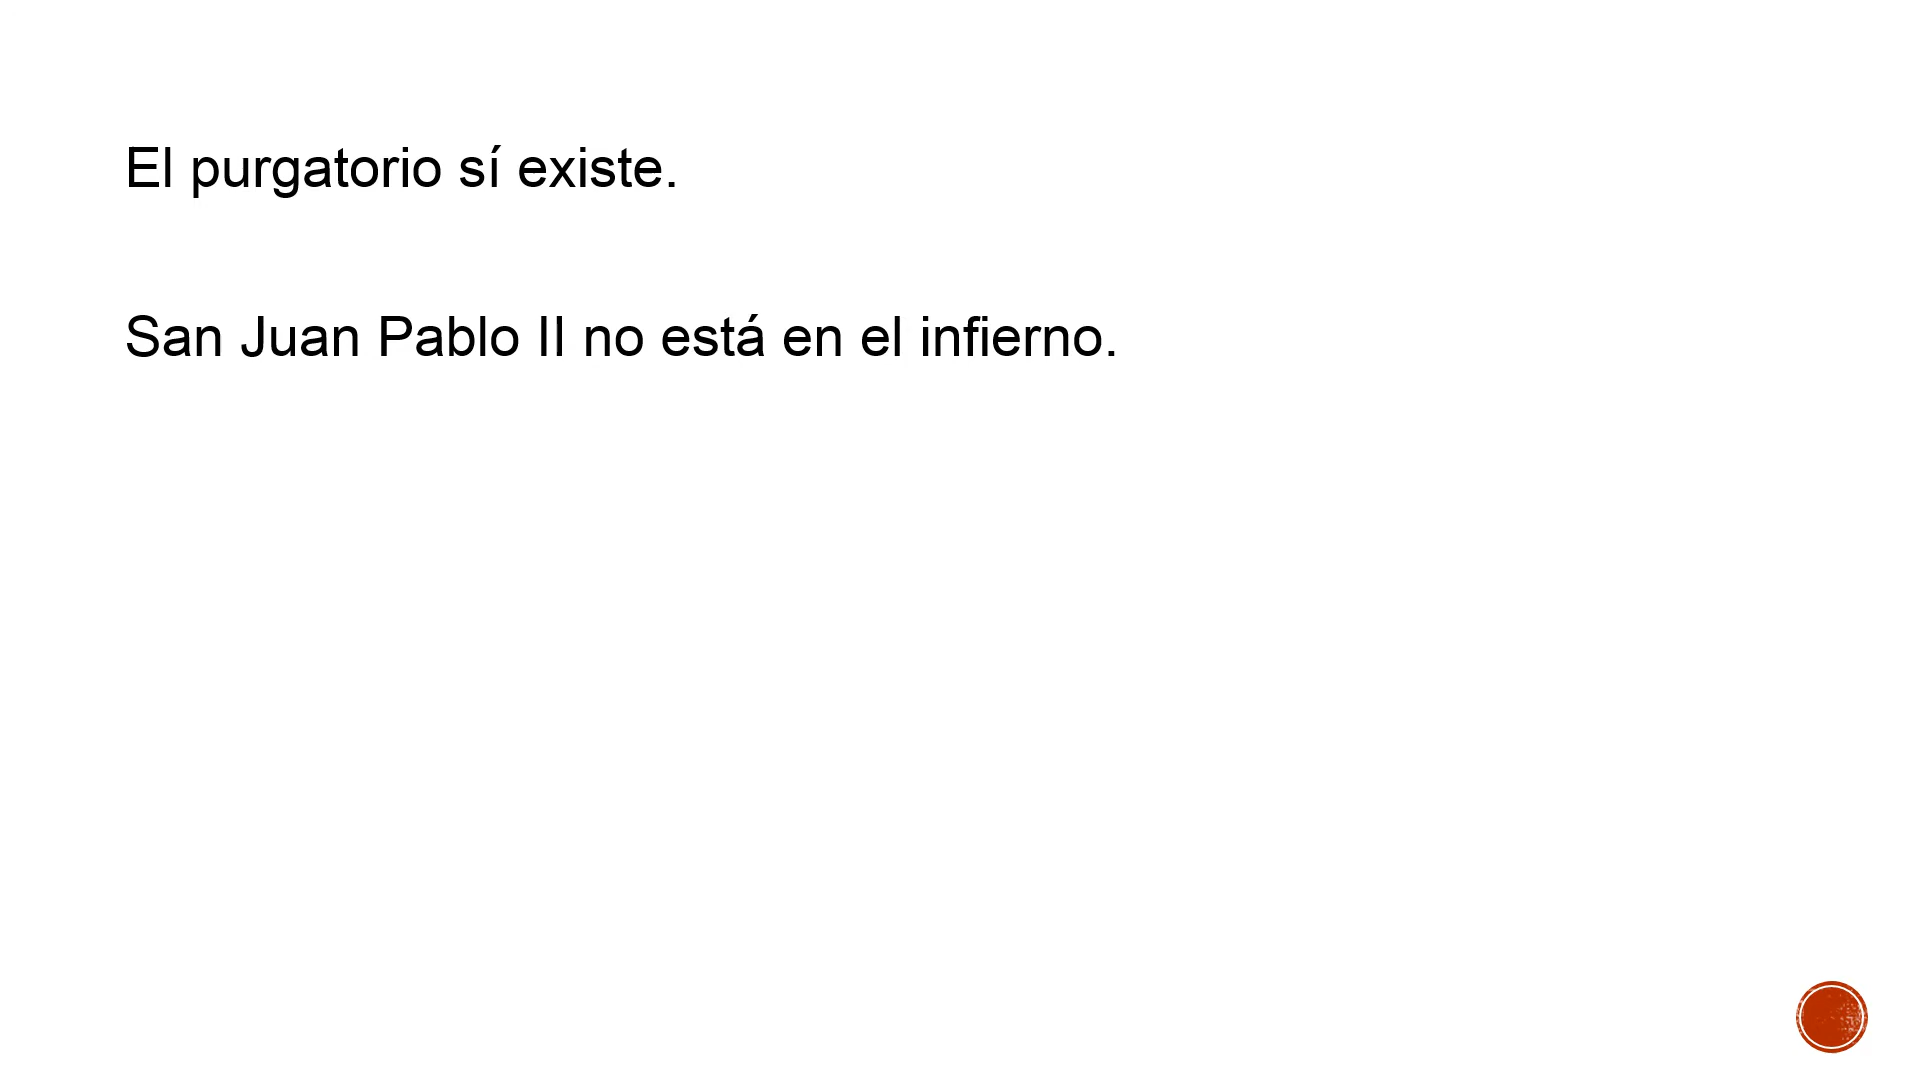 El purgatorio sí existe.
San Juan Pablo II no está en el infierno.